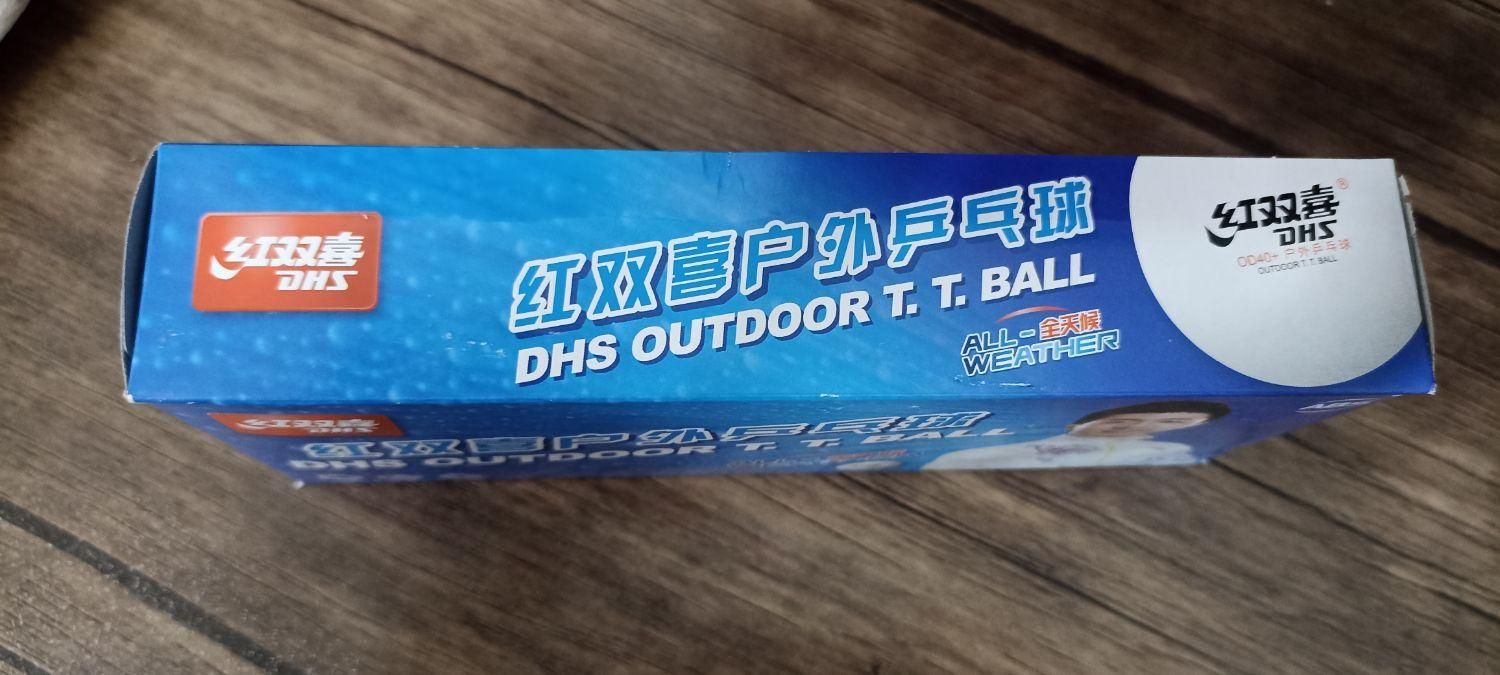 红双喜
DHS
红双喜户外乒乓球
DHS OUTDOOR T. T. BALL
ALL-全天候
WEATHER
红双喜®
DHS
OD40+ 户外乒乓球
OUTDOOR T. T. BALL
红双喜
DHS
红双喜户外乒乓球
DHS OUTDOOR T. T. BALL